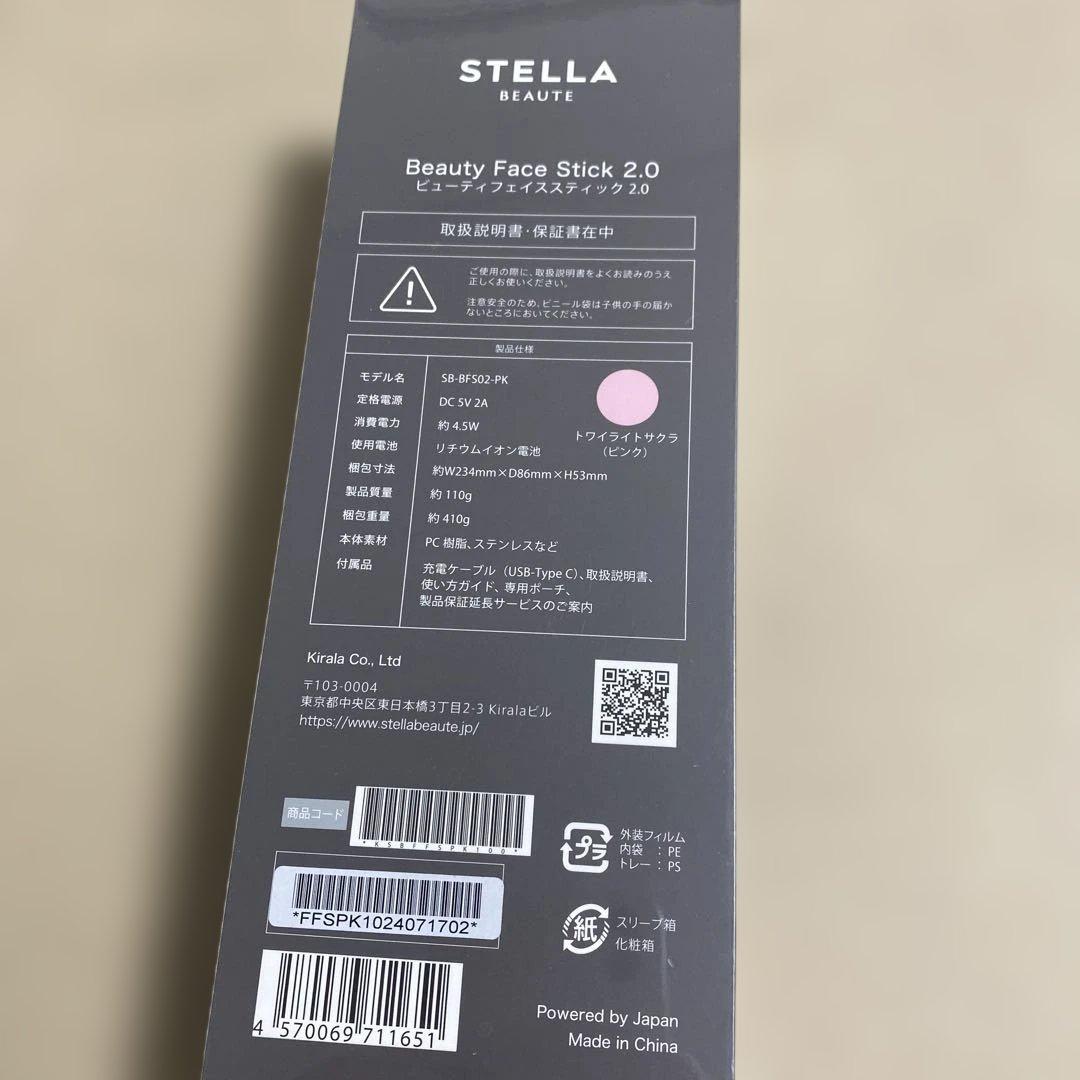 STELLA
BEAUTE
Beauty Face Stick 2.0
ビューティフェイススティック 2.0
取扱説明書・保証書在中
ご使用の際に、取扱説明書をよくお読みのうえ
正しくお使いください。
注意安全のため、ビニール袋は子供の手の届か
ないところにおいてください。
製品仕様
モデル名 SB-BFS02-PK
定格電源 DC 5V 2A
消費電力 約 4.5W
使用電池 リチウムイオン電池
梱包寸法 約W234mm×D86mm×H53mm
製品質量 約 110g
梱包重量 約 410g
本体素材 PC 樹脂、ステンレスなど
付属品 充電ケーブル（USB-Type C）、取扱説明書、
使い方ガイド、専用ポーチ、
製品保証延長サービスのご案内
トワイライトサクラ
（ピンク）
Kirala Co., Ltd
〒103-0004
東京都中央区東日本橋3丁目2-3 Kiralaビル
https://www.stellabeaute.jp/
商品コード
*KSBFFSPK100*
*FFSPK1024071702*
4 570069 711651
プラ
外装フィルム
内袋 : PE
トレー : PS
紙
スリーブ箱
化粧箱
Powered by Japan
Made in China